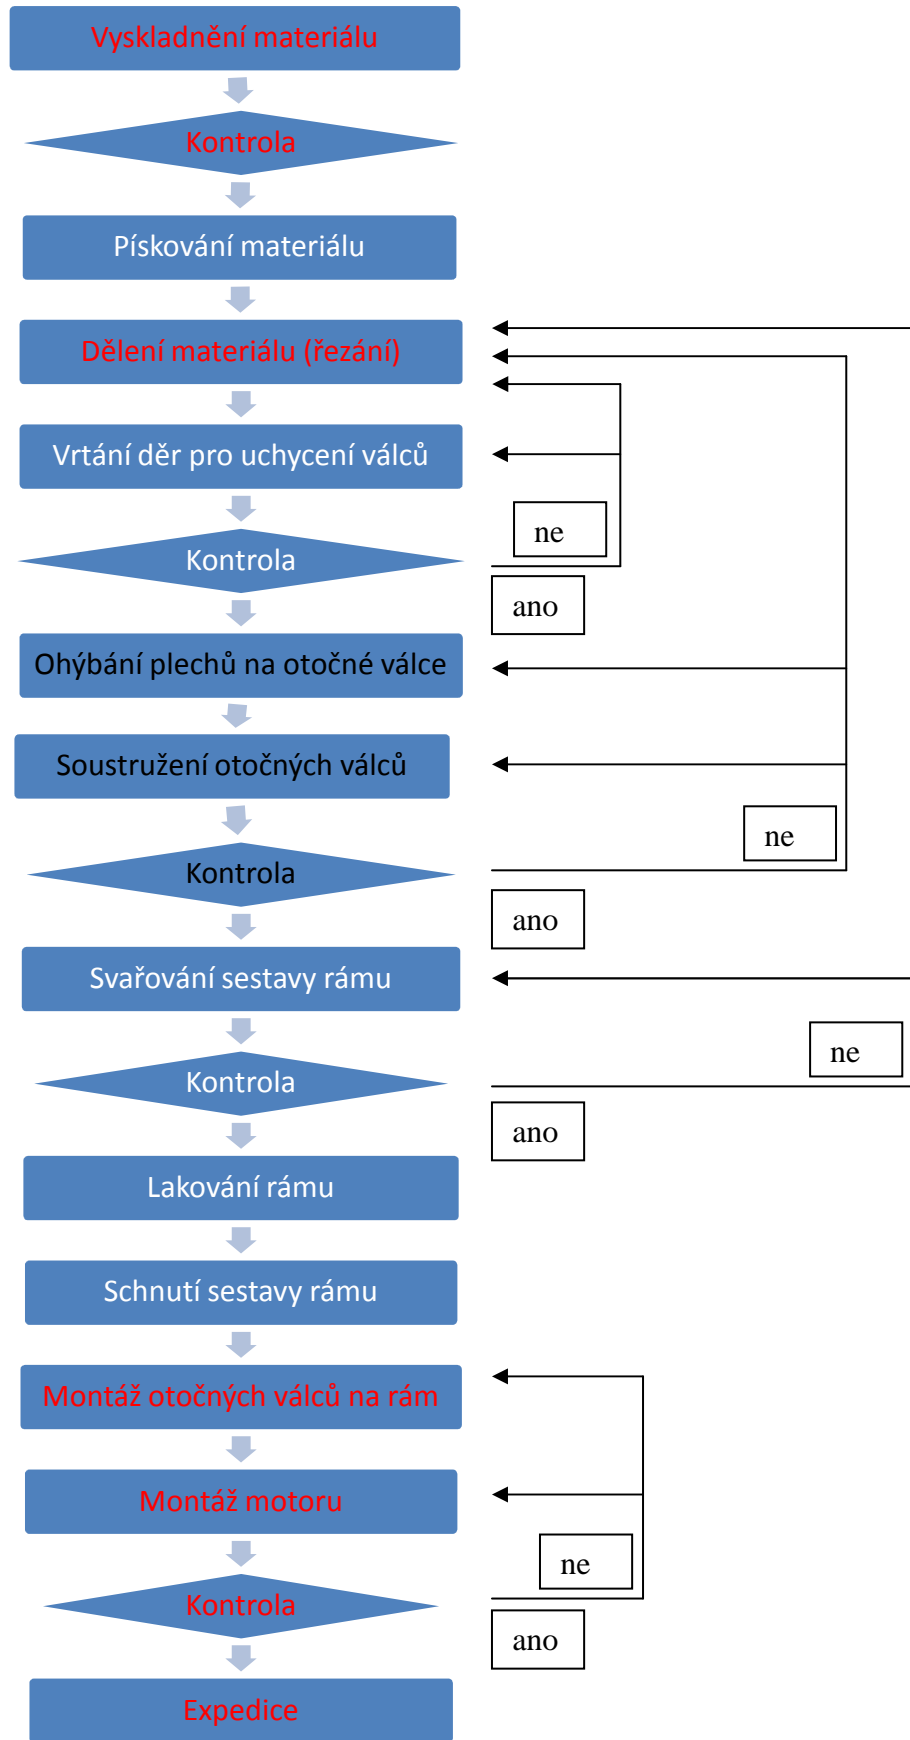 Vyskladnění materiálu
Kontrola
Pískování materiálu
Dělení materiálu (řezání)
Vrtání děr pro uchycení válců
ne
Kontrola
ano
Ohýbání plechů na otočné válce
Soustružení otočných válců
ne
Kontrola
ano
Svařování sestavy rámu
ne
Kontrola
ano
Lakování rámu
Schnutí sestavy rámu
Montáž otočných válců na rám
Montáž motoru
ne
Kontrola
ano
Expedice